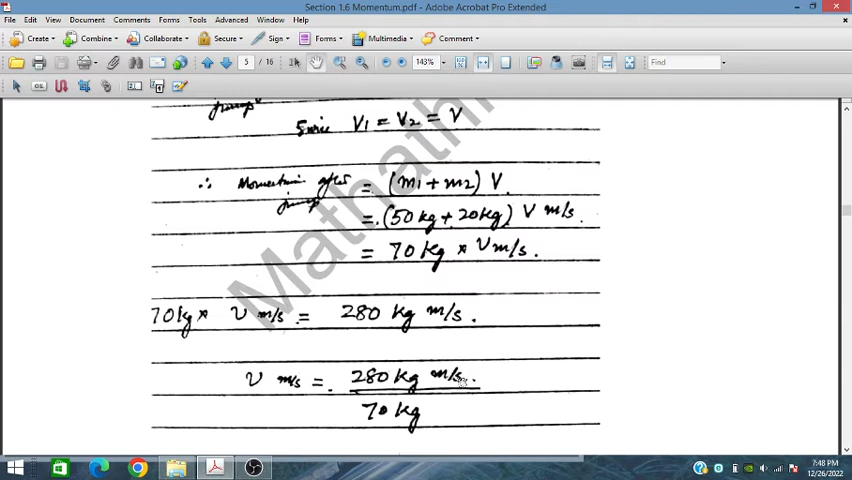 Section 1.6 Momentum.pdf - Adobe Acrobat Pro Extended
File Edit View Document Comments Forms Tools Advanced Window Help
Create Combine Collaborate Secure Sign Forms Multimedia Comment
5 / 16 143% Find
jump
Since V1 = V2 = V
∴ Momentum after jump = (m1 + m2) V.
= (50 kg + 20 kg) V m/s.
= 70 kg × V m/s.
70 kg × V m/s = 280 kg m/s.
V m/s = 280 kg m/s.
70 kg
Mathathi
7:48 PM
12/26/2022